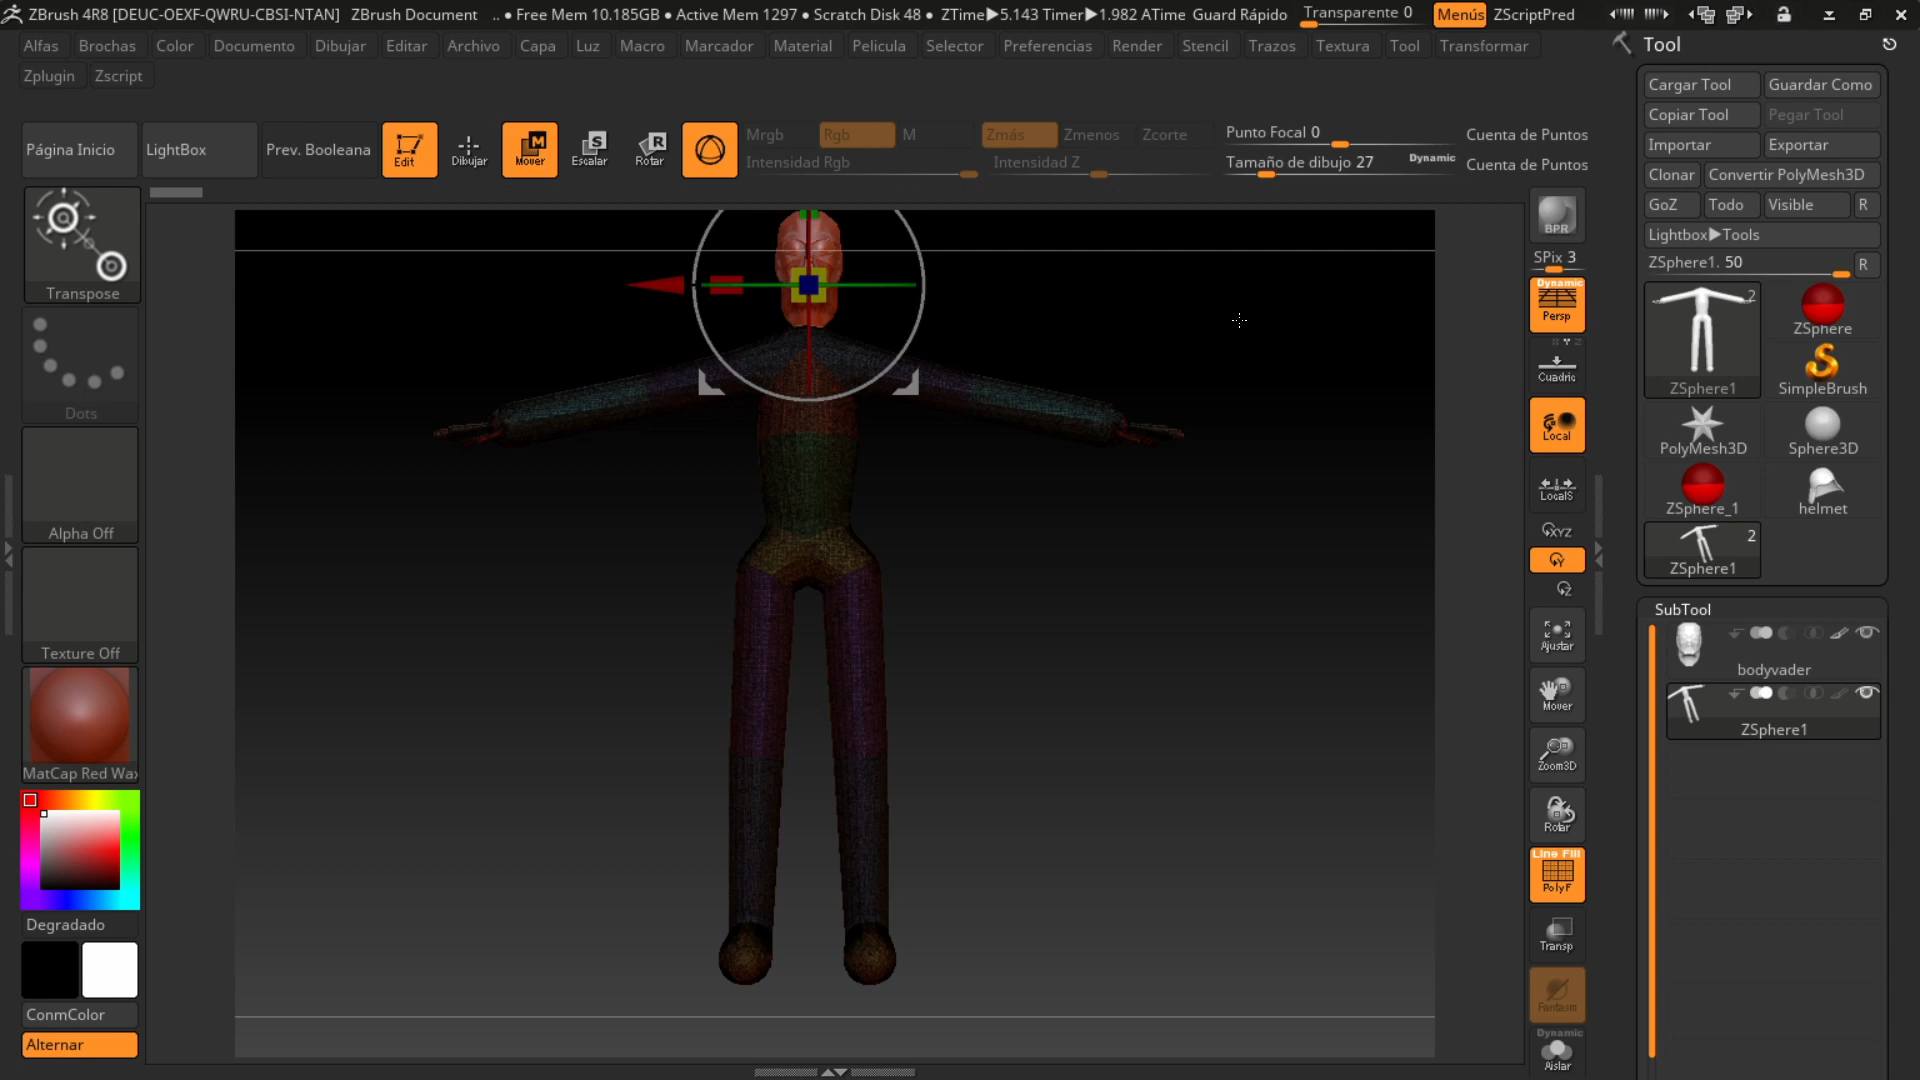 ZBrush 4R8 [DEUC-OEXF-QWRU-CBSI-NTAN] ZBrush Document .. ● Free Mem 10.185GB ● Active Mem 1297 ● Scratch Disk 48 ● ZTime▶5.143 Timer▶1.982 ATime Guard Rápido Transparente 0 Menús ZScriptPred
Alfas Brochas Color Documento Dibujar Editar Archivo Capa Luz Macro Marcador Material Pelicula Selector Preferencias Render Stencil Trazos Textura Tool Transformar
Zplugin Zscript
Página Inicio LightBox Prev. Booleana Edit Dibujar M Mover S Escalar R Rotar
Mrgb Rgb M Zmás Zmenos Zcorte Punto Focal 0 Cuenta de Puntos
Intensidad Rgb Intensidad Z Tamaño de dibujo 27 Dynamic Cuenta de Puntos
Transpose
Dots
Alpha Off
Texture Off
MatCap Red Wax
Degradado
ConmColor
Alternar
BPR
SPix 3
Dynamic
Persp
Cuadric
Local
LocalS
XYZ
Y
Z
Ajustar
Mover
Zoom3D
Rotar
Line Fill
PolyF
Transp
Fantasm
Dynamic
Aislar
Tool
Cargar Tool Guardar Como
Copiar Tool Pegar Tool
Importar Exportar
Clonar Convertir PolyMesh3D
GoZ Todo Visible R
Lightbox▶Tools
ZSphere1. 50 R
2
ZSphere1 ZSphere
SimpleBrush
PolyMesh3D Sphere3D
ZSphere_1 helmet
2
ZSphere1
SubTool
bodyvader
ZSphere1